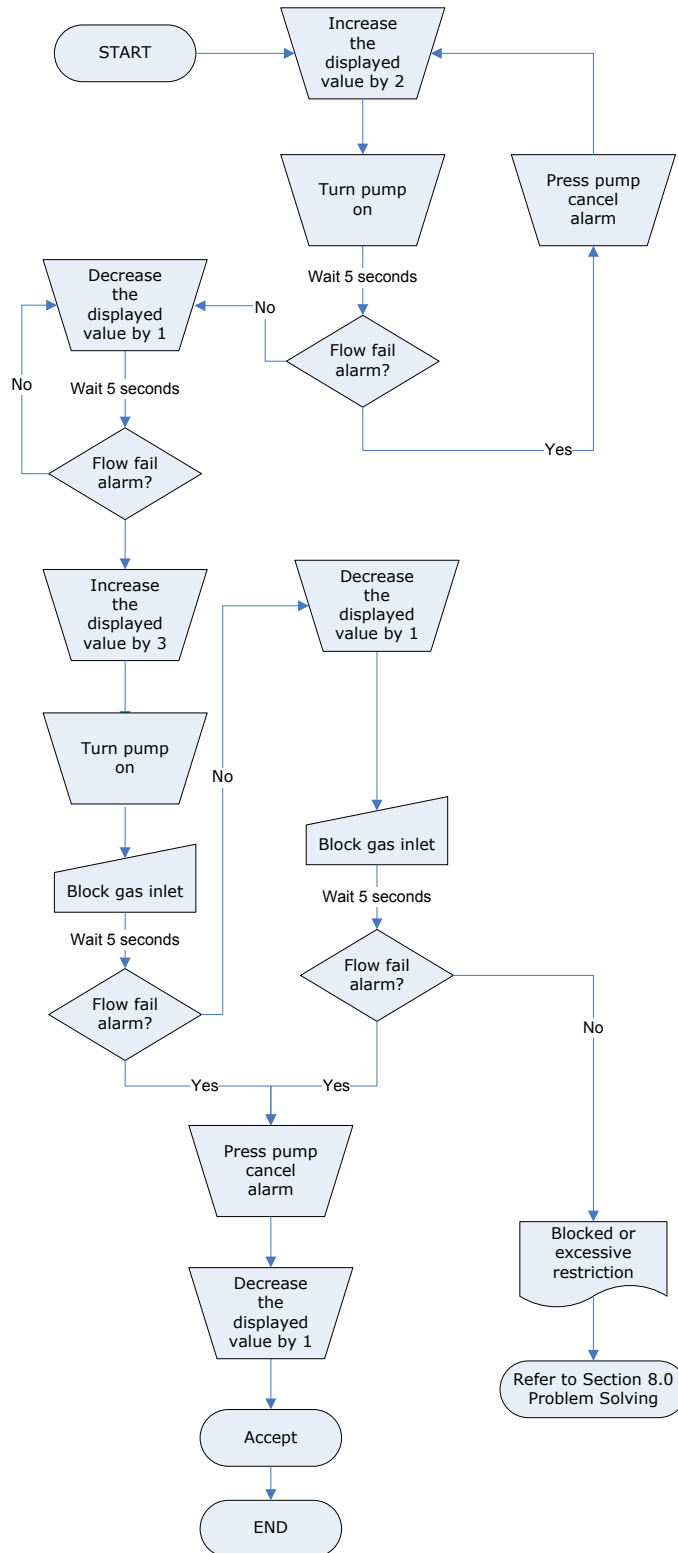 START
Increase
the
displayed
value by 2
Turn pump
on
Press pump
cancel
alarm
Wait 5 seconds
Flow fail
alarm?
No
Yes
Decrease
the
displayed
value by 1
No
Wait 5 seconds
Flow fail
alarm?
Increase
the
displayed
value by 3
Turn pump
on
Block gas inlet
Wait 5 seconds
Flow fail
alarm?
No
Decrease
the
displayed
value by 1
Block gas inlet
Wait 5 seconds
Flow fail
alarm?
No
Yes
Yes
Press pump
cancel
alarm
Decrease
the
displayed
value by 1
Accept
END
Blocked or
excessive
restriction
Refer to Section 8.0
Problem Solving